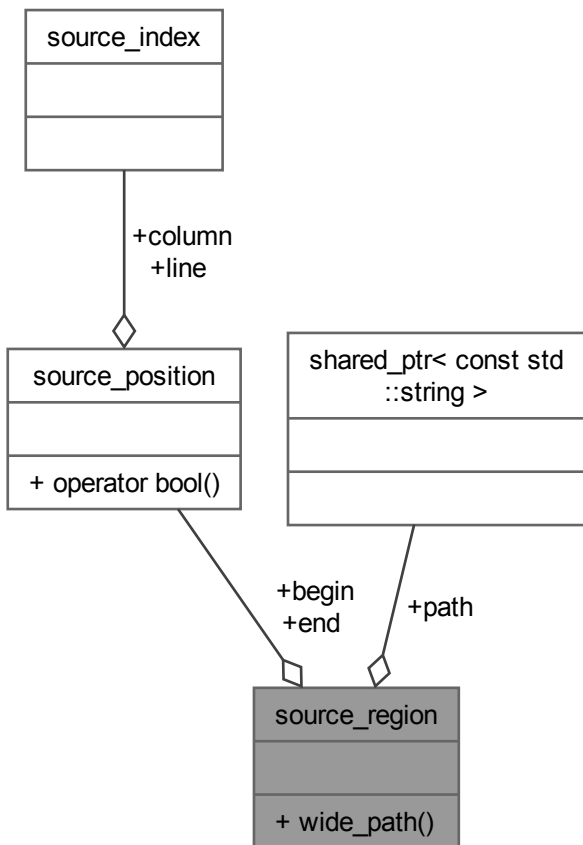 source_index
+column
+line
source_position
+ operator bool()
shared_ptr< const std
::string >
+begin
+end
+path
source_region
+ wide_path()